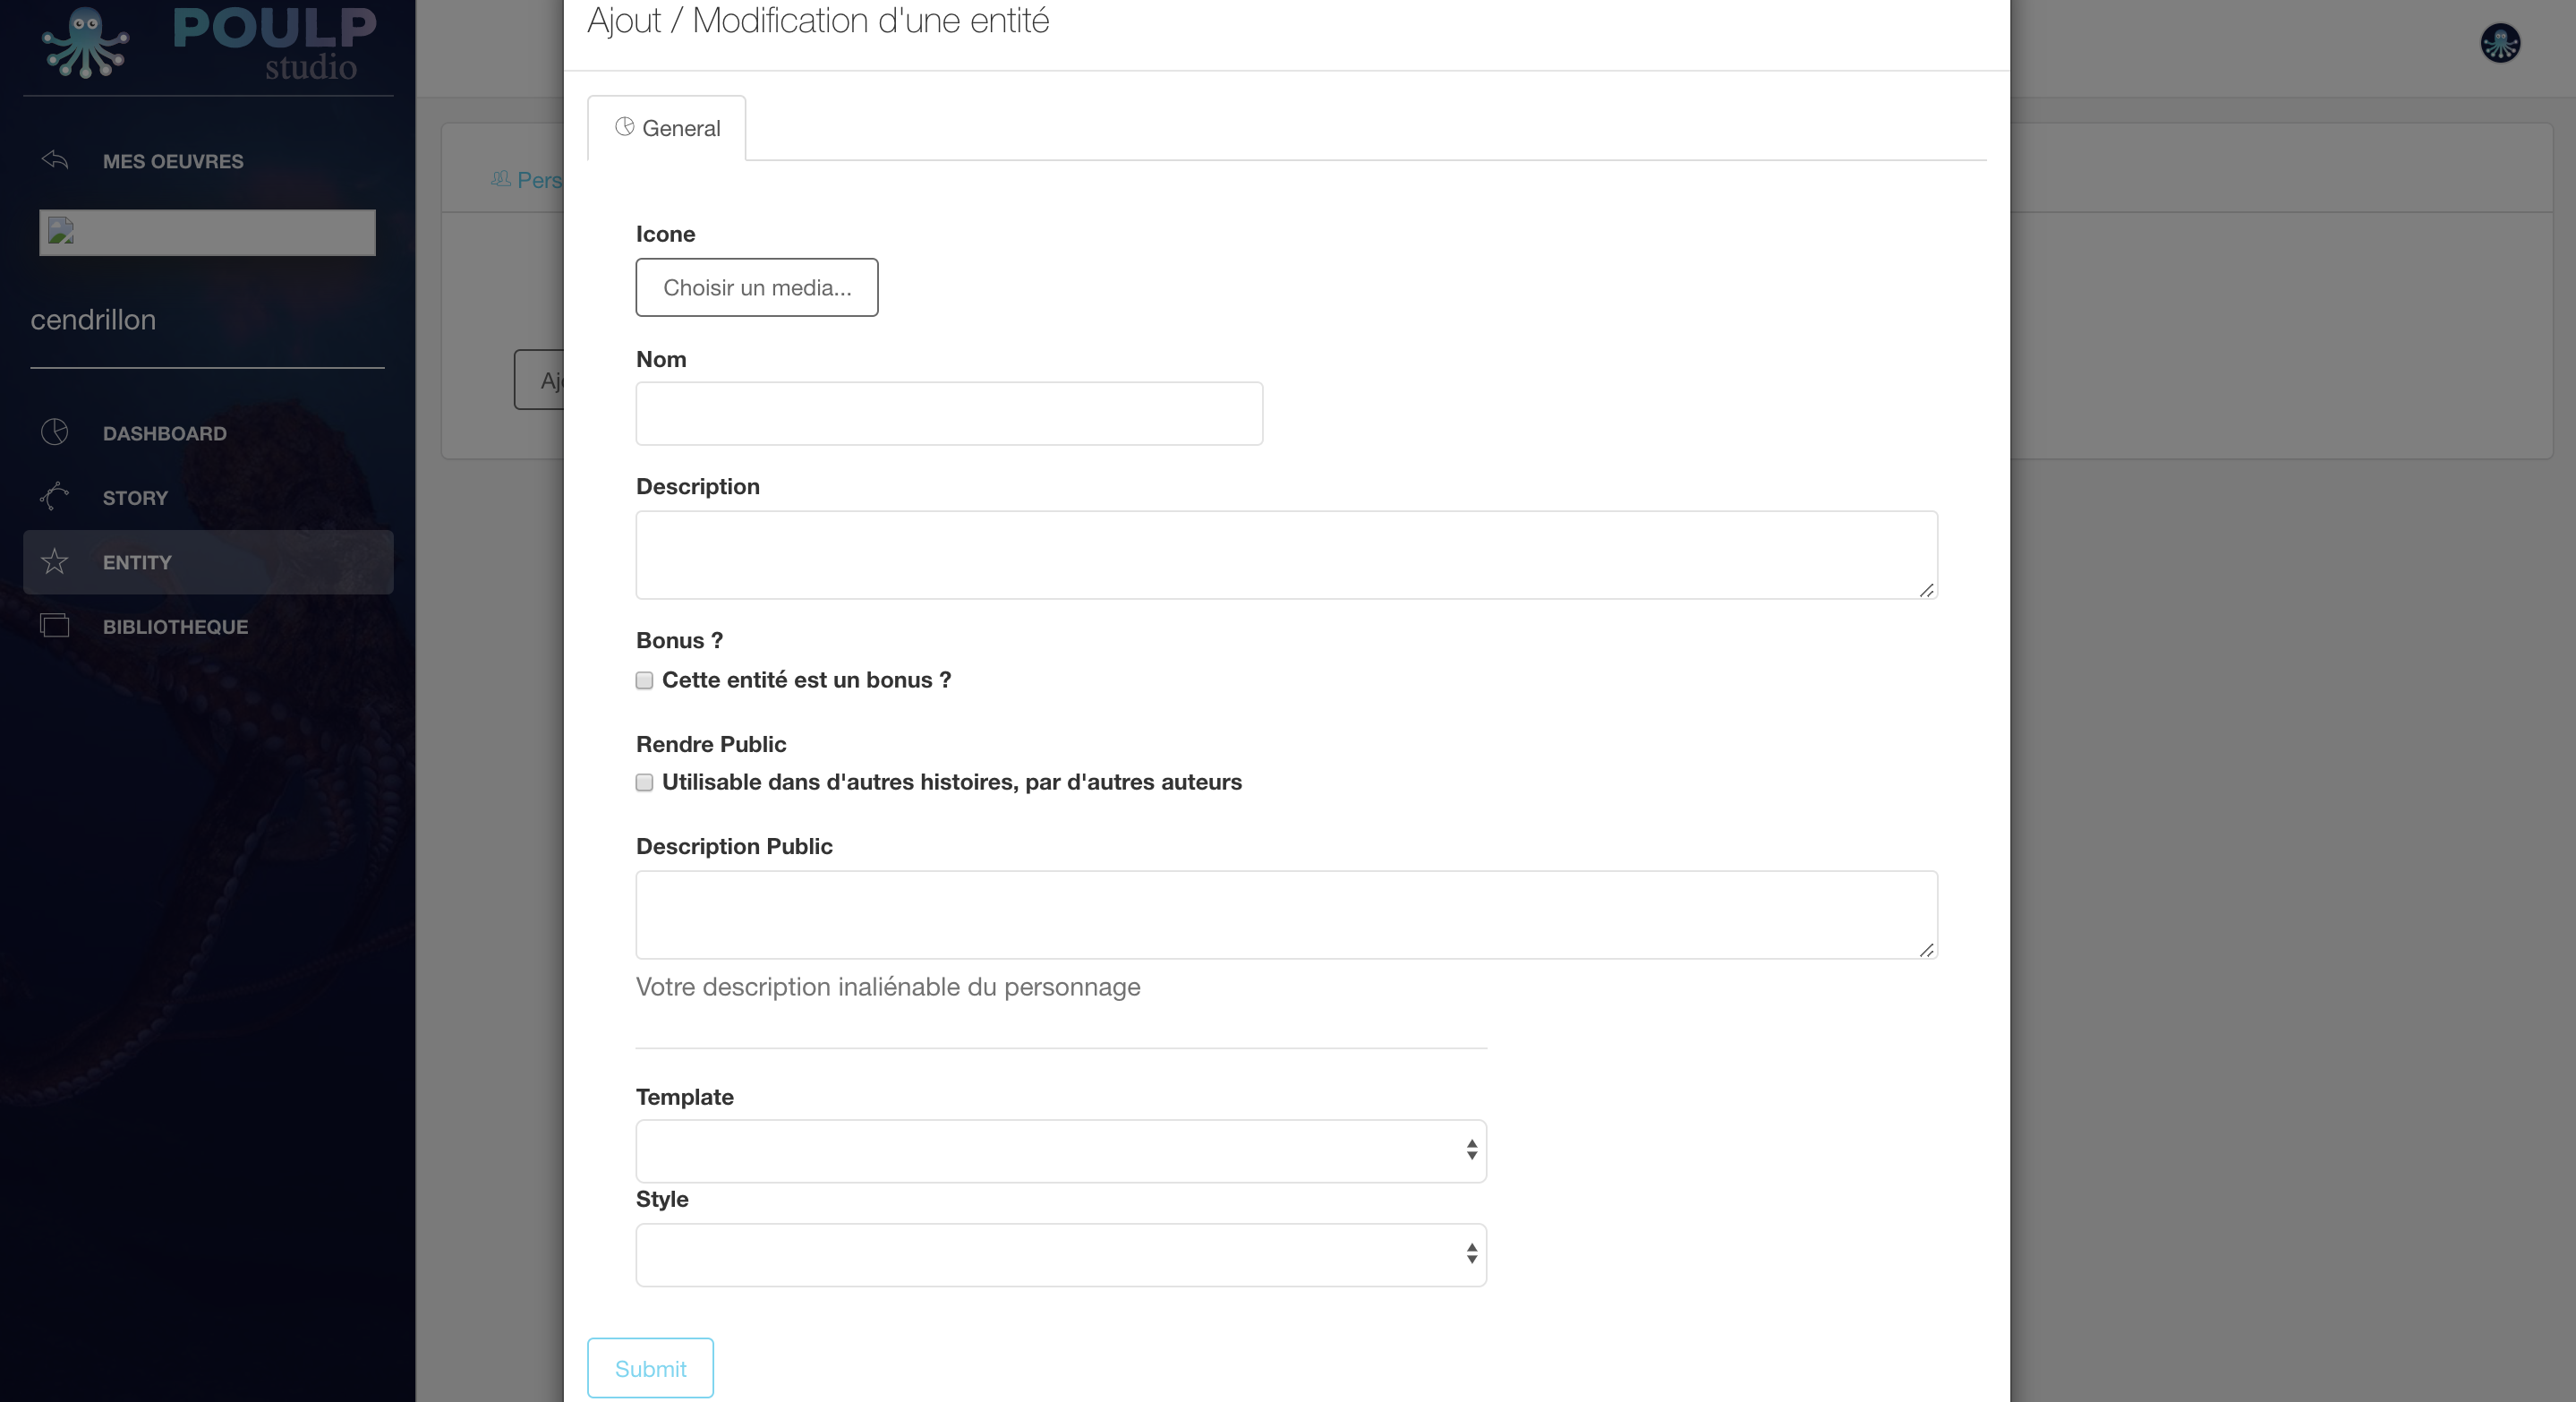 POULP
studio
MES OEUVRES
cendrillon
DASHBOARD
STORY
ENTITY
BIBLIOTHEQUE
Ajout / Modification d'une entité
General
Icone
Choisir un media...
Nom
Description
Bonus ?
Cette entité est un bonus ?
Rendre Public
Utilisable dans d'autres histoires, par d'autres auteurs
Description Public
Votre description inaliénable du personnage
Template
Style
Submit